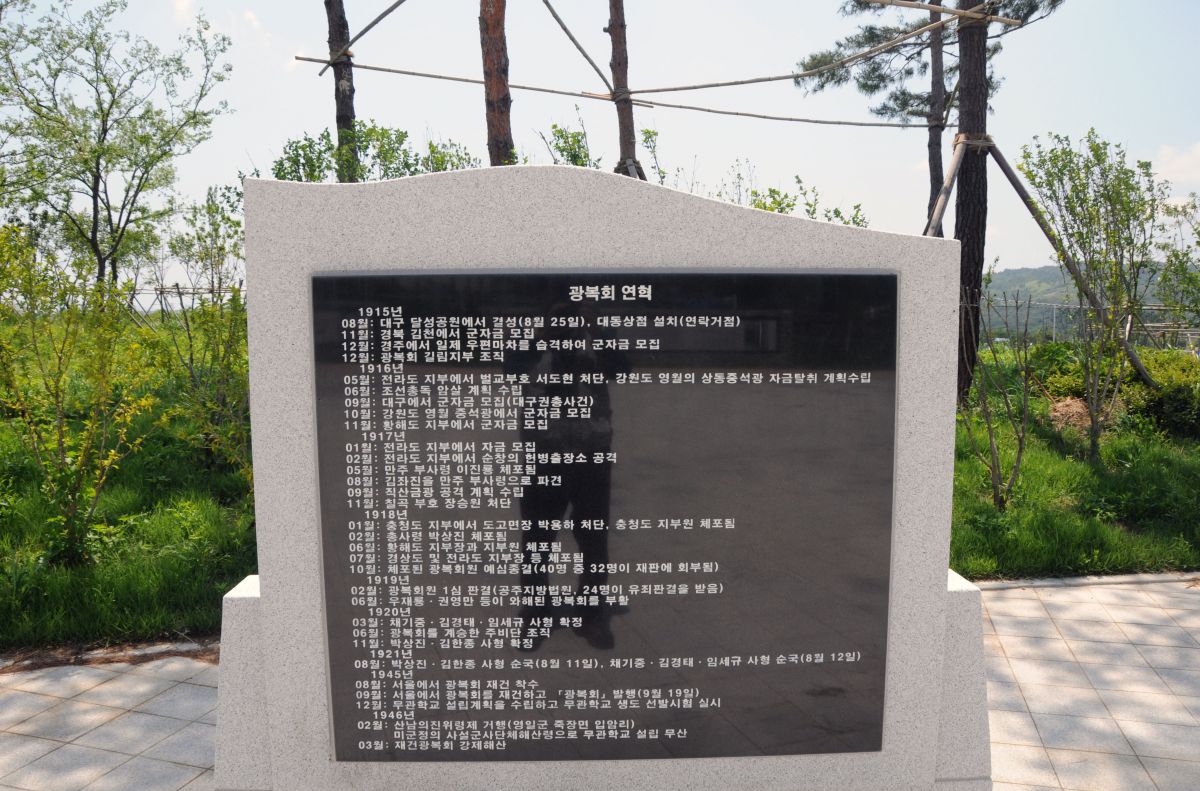 광복회 연혁
1915년
08월: 대구 달성공원에서 결성(8월 25일), 대동상점 설치(연락거점)
11월: 경북 김천에서 군자금 모집
12월: 경주에서 일제 우편마차를 습격하여 군자금 모집
12월: 광복회 길림지부 조직
1916년
05월: 전라도 지부에서 벌교부호 서도현 처단, 강원도 영월의 상동중석광 자금탈취 계획수립
06월: 조선총독 암살 계획 수립
09월: 대구에서 군자금 모집(대구권총사건)
10월: 강원도 영월 중석광에서 군자금 모집
11월: 황해도 지부에서 군자금 모집
1917년
01월: 전라도 지부에서 자금 모집
02월: 전라도 지부에서 순창의 헌병출장소 공격
05월: 만주 부사령 이진룡 체포됨
08월: 김좌진을 만주 부사령으로 파견
09월: 직산금광 공격 계획 수립
11월: 칠곡 부호 장승원 처단
1918년
01월: 충청도 지부에서 도고면장 박용하 처단, 충청도 지부원 체포됨
02월: 총사령 박상진 체포됨
06월: 황해도 지부장과 지부원 체포됨
07월: 경상도 및 전라도 지부장 등 체포됨
10월: 체포된 광복회원 예심종결(40명 중 32명이 재판에 회부됨)
1919년
02월: 광복회원 1심 판결(공주지방법원, 24명이 유죄판결을 받음)
06월: 우재룡·권영만 등이 와해된 광복회를 부활
1920년
03월: 채기중·김경태·임세규 사형 확정
06월: 광복회를 계승한 주비단 조직
11월: 박상진·김한종 사형 확정
1921년
08월: 박상진·김한종 사형 순국(8월 11일), 채기중·김경태·임세규 사형 순국(8월 12일)
1945년
08월: 서울에서 광복회 재건 착수
09월: 서울에서 광복회를 재건하고 「광복회」 발행(9월 19일)
12월: 무관학교 설립계획을 수립하고 무관학교 생도 선발시험 실시
1946년
02월: 산남의진위령제 거행(영일군 죽장면 입암리)
미군정의 사설군사단체해산령으로 무관학교 설립 무산
03월: 재건광복회 강제해산